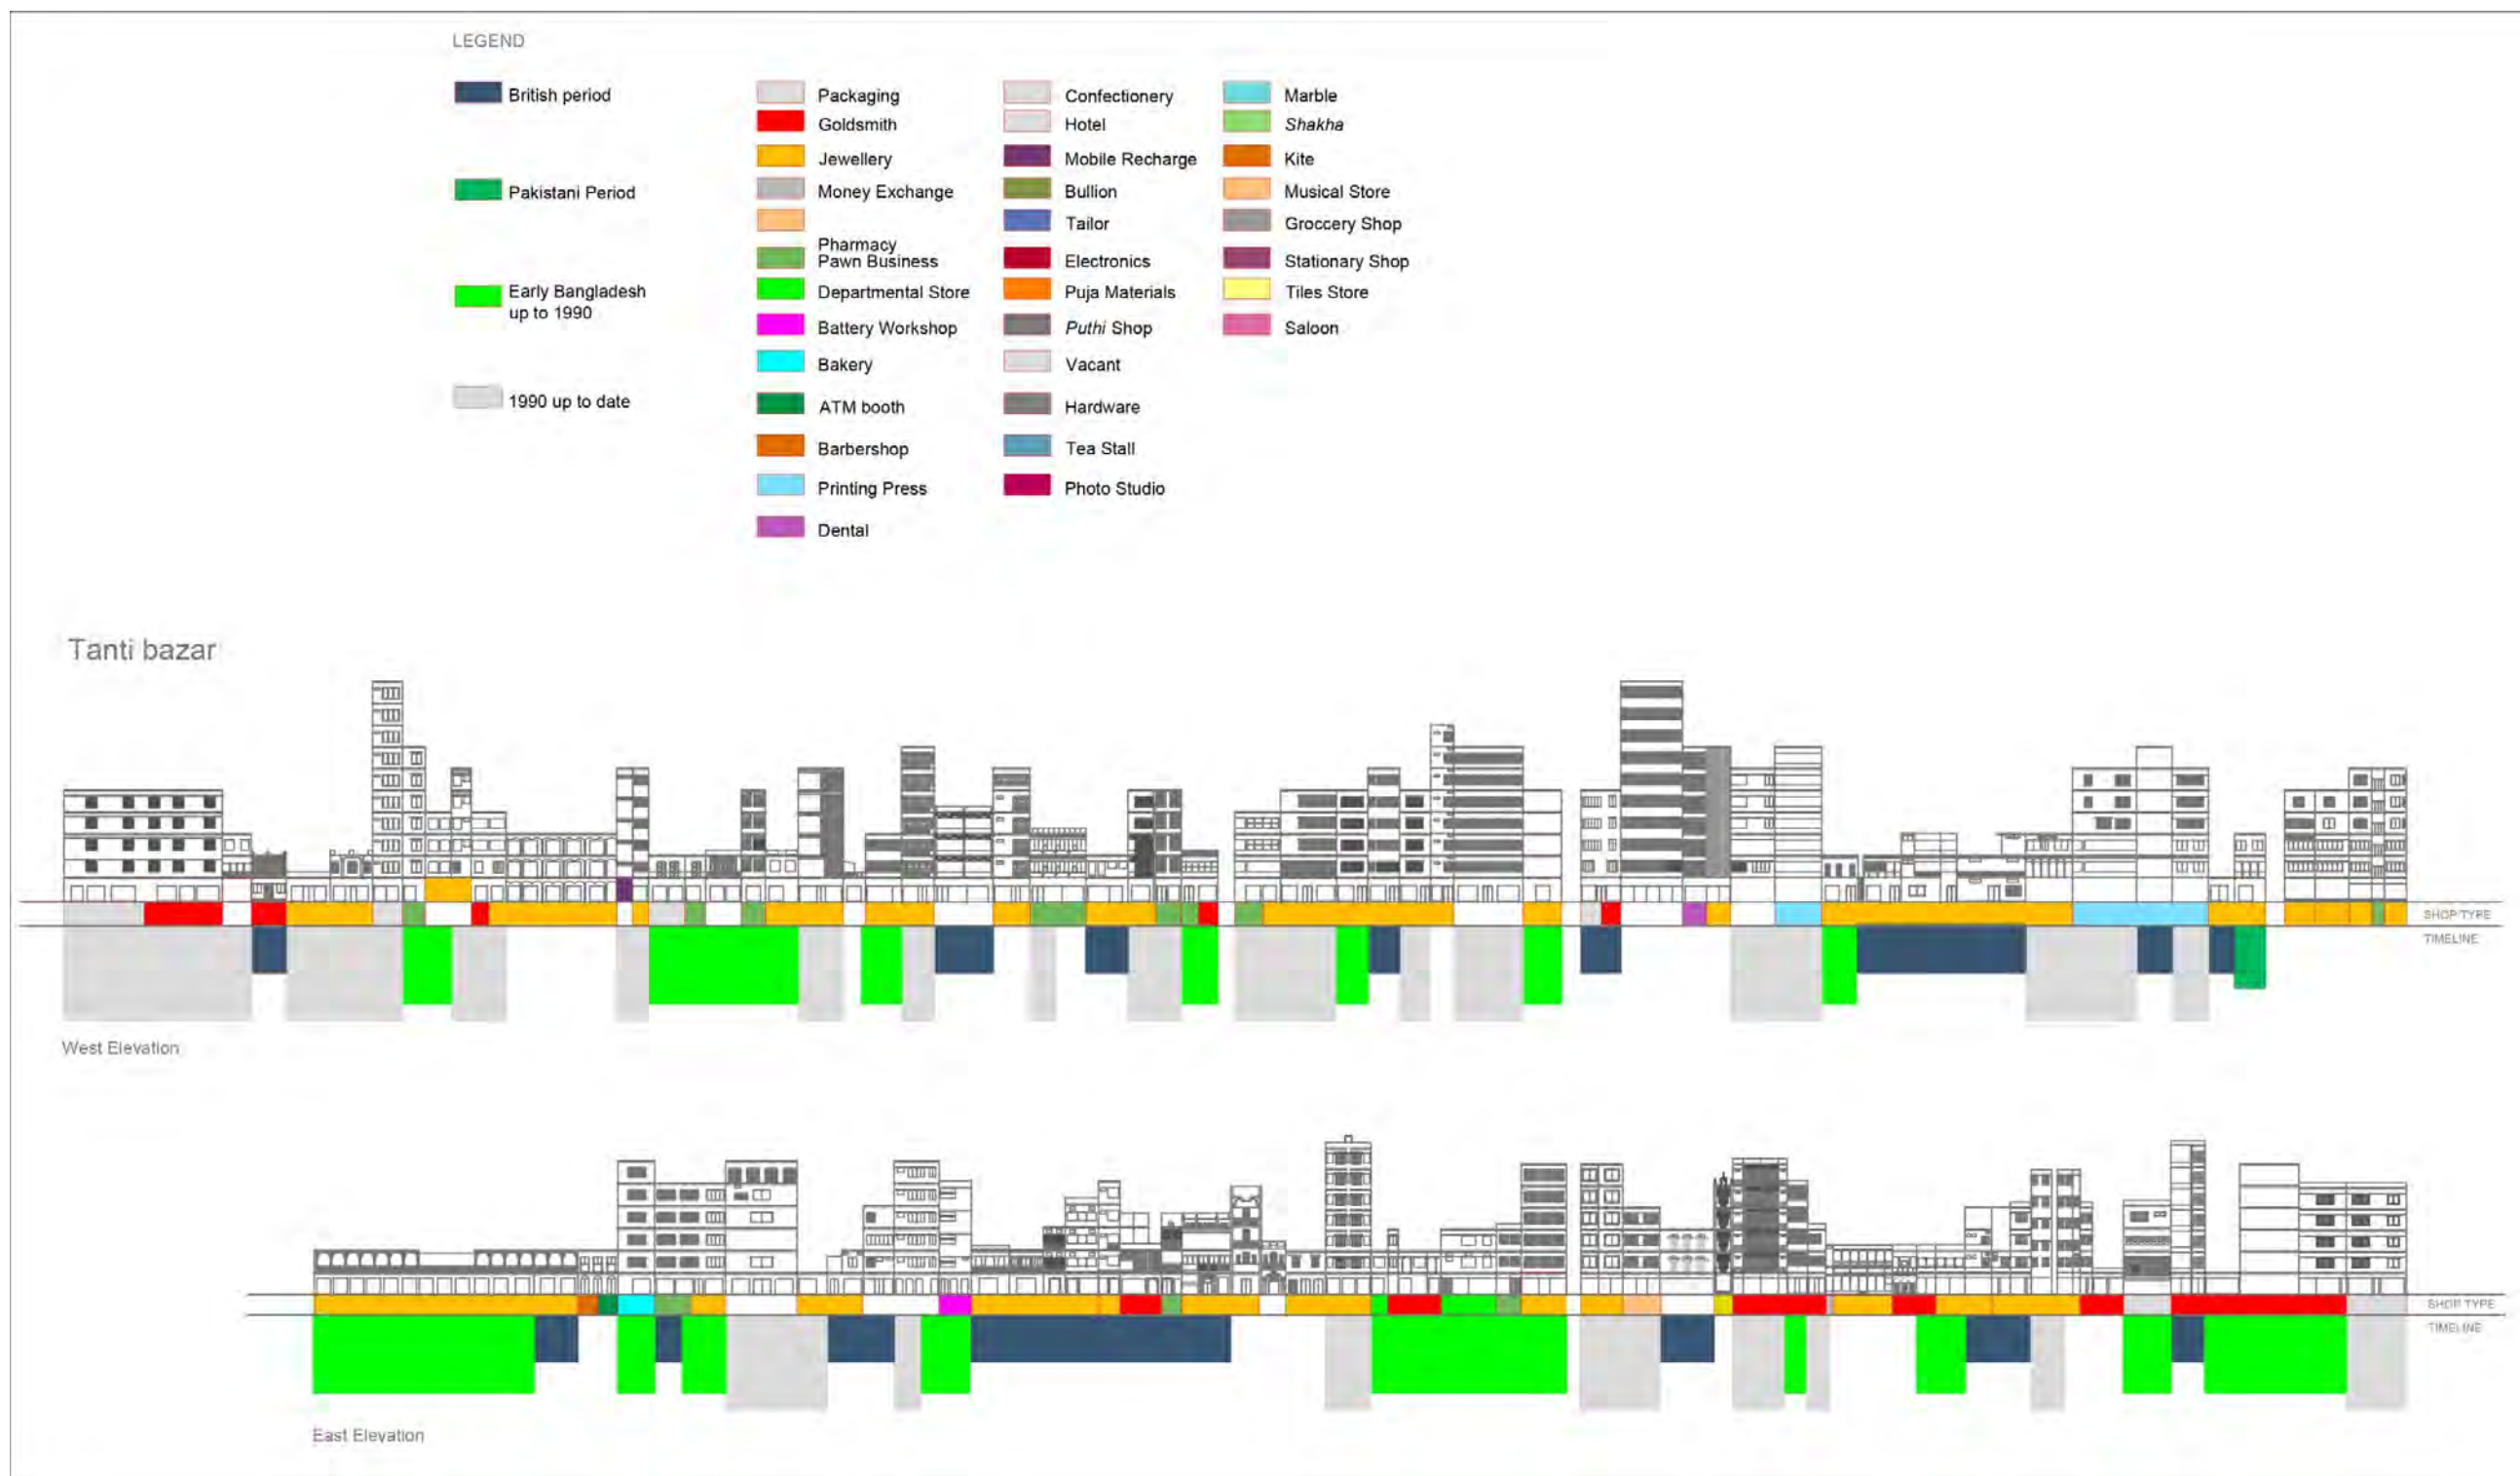 LEGEND
British period
Pakistani Period
Early Bangladesh
up to 1990
1990 up to date
Packaging
Goldsmith
Jewellery
Money Exchange
Pharmacy
Pawn Business
Departmental Store
Battery Workshop
Bakery
ATM booth
Barbershop
Printing Press
Dental
Confectionery
Hotel
Mobile Recharge
Bullion
Tailor
Electronics
Puja Materials
Puthi Shop
Vacant
Hardware
Tea Stall
Photo Studio
Marble
Shakha
Kite
Musical Store
Groccery Shop
Stationary Shop
Tiles Store
Saloon
Tanti bazar
SHOP TYPE
TIMELINE
West Elevation
SHOP TYPE
TIMELINE
East Elevation